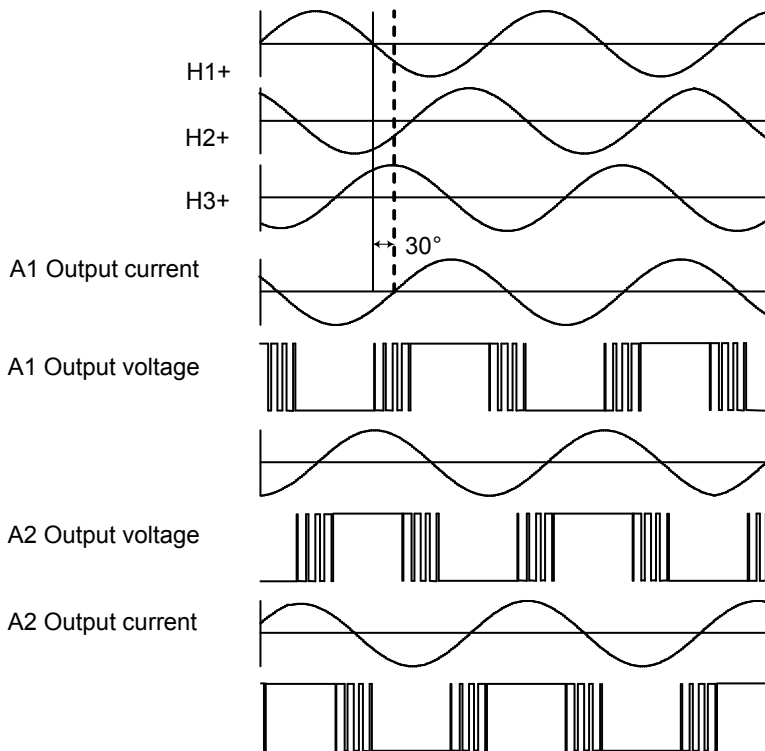 H1+
H2+
H3+
30°
A1 Output current
A1 Output voltage
A2 Output voltage
A2 Output current